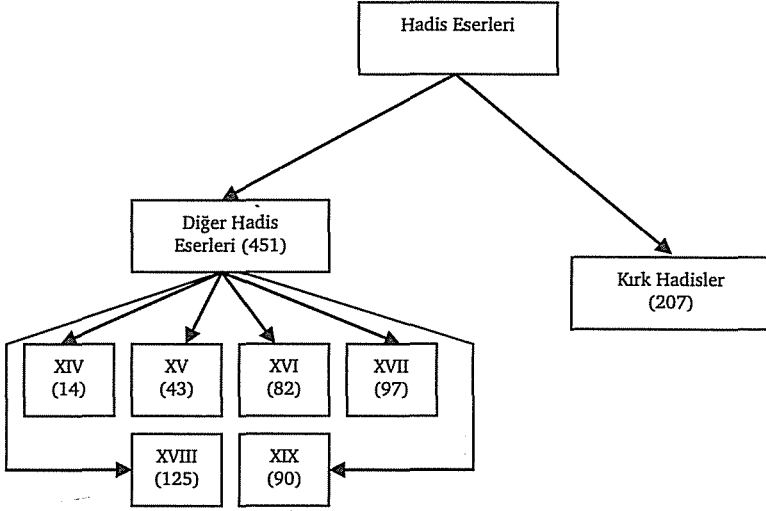 Hadis Eserleri
Diğer Hadis
Eserleri (451)
Kırk Hadisler
(207)
XIV
(14)
XV
(43)
XVI
(82)
XVII
(97)
XVIII
(125)
XIX
(90)